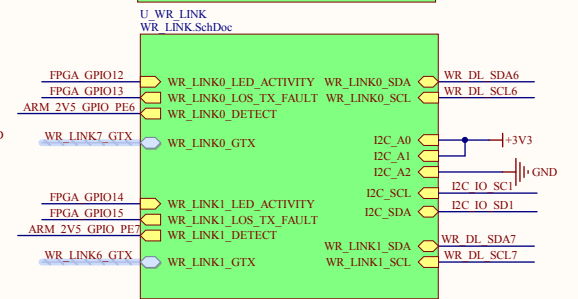 U_WR_LINK
WR_LINK.SchDoc
FPGA_GPIO12 WR_LINK0_LED_ACTIVITY WR_LINK0_SDA WR_DL_SDA6
FPGA_GPIO13 WR_LINK0_LOS_TX_FAULT WR_LINK0_SCL WR_DL_SCL6
ARM_2V5_GPIO_PE6 WR_LINK0_DETECT
WR_LINK7_GTX WR_LINK0_GTX I2C_A0 +3V3
I2C_A1
I2C_A2 GND
I2C_SCL I2C_IO_SC1
FPGA_GPIO14 WR_LINK1_LED_ACTIVITY I2C_SDA I2C_IO_SD1
FPGA_GPIO15 WR_LINK1_LOS_TX_FAULT
ARM_2V5_GPIO_PE7 WR_LINK1_DETECT WR_LINK1_SDA WR_DL_SDA7
WR_LINK6_GTX WR_LINK1_GTX WR_LINK1_SCL WR_DL_SCL7